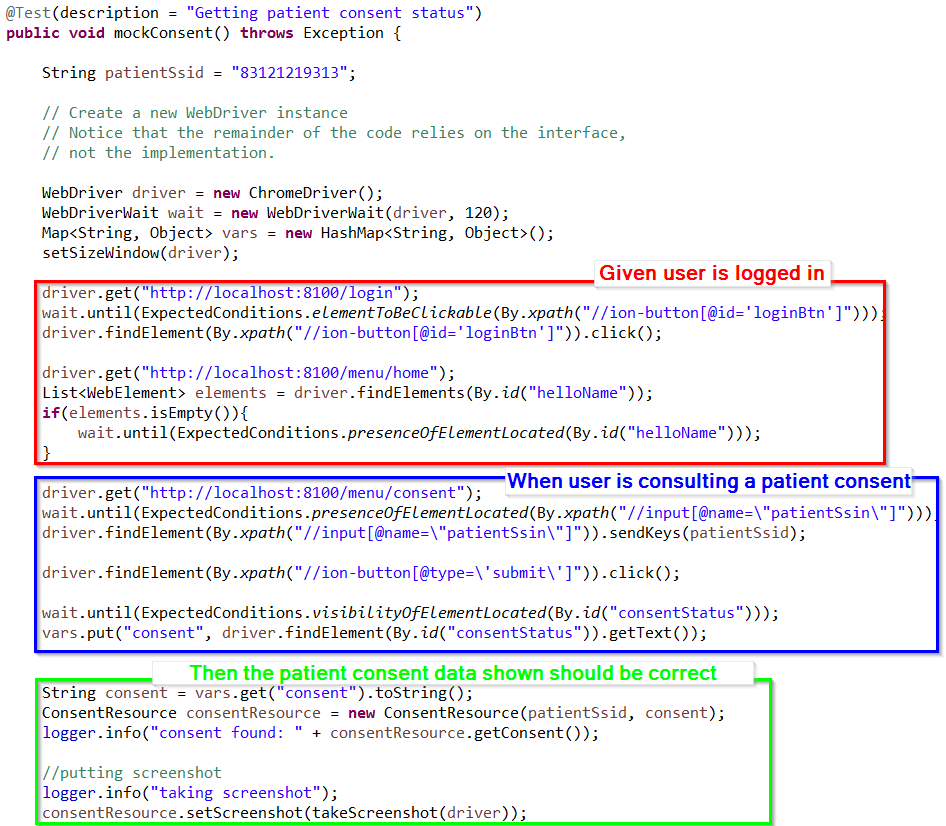 @Test(description = "Getting patient consent status")
public void mockConsent() throws Exception {
String patientSsid = "83121219313";
// Create a new WebDriver instance
// Notice that the remainder of the code relies on the interface,
// not the implementation.
WebDriver driver = new ChromeDriver();
WebDriverWait wait = new WebDriverWait(driver, 120);
Map<String, Object> vars = new HashMap<String, Object>();
setSizeWindow(driver);
Given user is logged in
driver.get("http://localhost:8100/login");
wait.until(ExpectedConditions.elementToBeClickable(By.xpath("//ion-button[@id='loginBtn']")));
driver.findElement(By.xpath("//ion-button[@id='loginBtn']")).click();
driver.get("http://localhost:8100/menu/home");
List<WebElement> elements = driver.findElements(By.id("helloName"));
if(elements.isEmpty()){
wait.until(ExpectedConditions.presenceOfElementLocated(By.id("helloName")));
}
When user is consulting a patient consent
driver.get("http://localhost:8100/menu/consent");
wait.until(ExpectedConditions.presenceOfElementLocated(By.xpath("//input[@name=\"patientSsin\"]")));
driver.findElement(By.xpath("//input[@name=\"patientSsin\"]")).sendKeys(patientSsid);
driver.findElement(By.xpath("//ion-button[@type=\'submit\']")).click();
wait.until(ExpectedConditions.visibilityOfElementLocated(By.id("consentStatus")));
vars.put("consent", driver.findElement(By.id("consentStatus")).getText());
Then the patient consent data shown should be correct
String consent = vars.get("consent").toString();
ConsentResource consentResource = new ConsentResource(patientSsid, consent);
logger.info("consent found: " + consentResource.getConsent());
//putting screenshot
logger.info("taking screenshot");
consentResource.setScreenshot(takeScreenshot(driver));